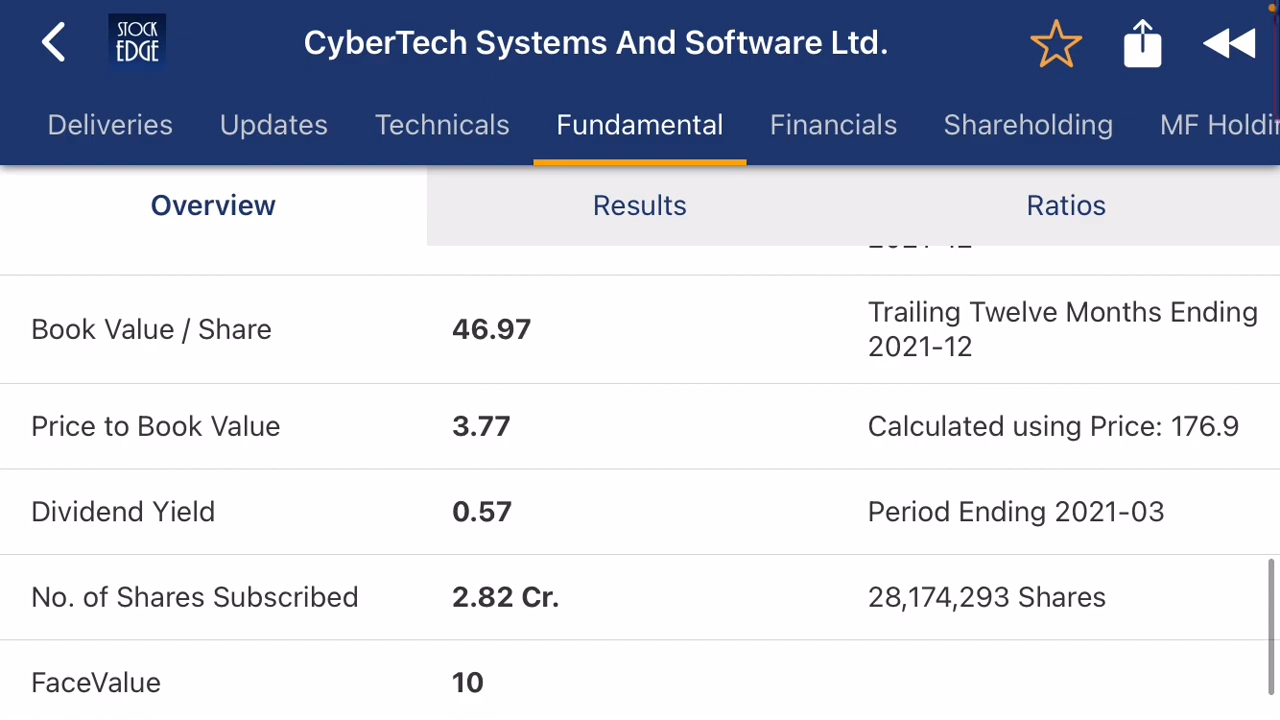 STOCK
EDGE
CyberTech Systems And Software Ltd.
Deliveries Updates Technicals Fundamental Financials Shareholding MF Holdi
Overview Results Ratios
Book Value / Share 46.97 Trailing Twelve Months Ending
2021-12
Price to Book Value 3.77 Calculated using Price: 176.9
Dividend Yield 0.57 Period Ending 2021-03
No. of Shares Subscribed 2.82 Cr. 28,174,293 Shares
FaceValue 10